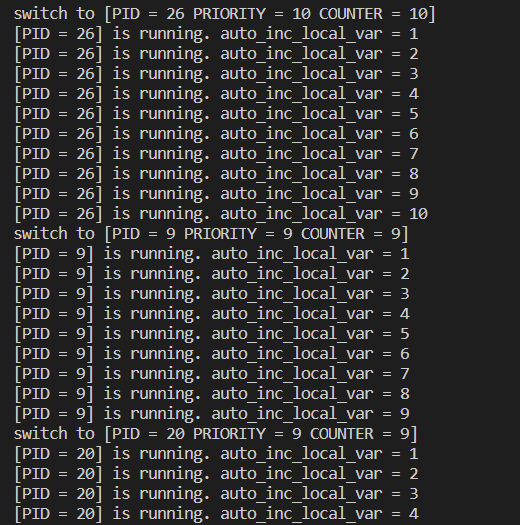 switch to [PID = 26 PRIORITY = 10 COUNTER = 10]
[PID = 26] is running. auto_inc_local_var = 1
[PID = 26] is running. auto_inc_local_var = 2
[PID = 26] is running. auto_inc_local_var = 3
[PID = 26] is running. auto_inc_local_var = 4
[PID = 26] is running. auto_inc_local_var = 5
[PID = 26] is running. auto_inc_local_var = 6
[PID = 26] is running. auto_inc_local_var = 7
[PID = 26] is running. auto_inc_local_var = 8
[PID = 26] is running. auto_inc_local_var = 9
[PID = 26] is running. auto_inc_local_var = 10
switch to [PID = 9 PRIORITY = 9 COUNTER = 9]
[PID = 9] is running. auto_inc_local_var = 1
[PID = 9] is running. auto_inc_local_var = 2
[PID = 9] is running. auto_inc_local_var = 3
[PID = 9] is running. auto_inc_local_var = 4
[PID = 9] is running. auto_inc_local_var = 5
[PID = 9] is running. auto_inc_local_var = 6
[PID = 9] is running. auto_inc_local_var = 7
[PID = 9] is running. auto_inc_local_var = 8
[PID = 9] is running. auto_inc_local_var = 9
switch to [PID = 20 PRIORITY = 9 COUNTER = 9]
[PID = 20] is running. auto_inc_local_var = 1
[PID = 20] is running. auto_inc_local_var = 2
[PID = 20] is running. auto_inc_local_var = 3
[PID = 20] is running. auto_inc_local_var = 4